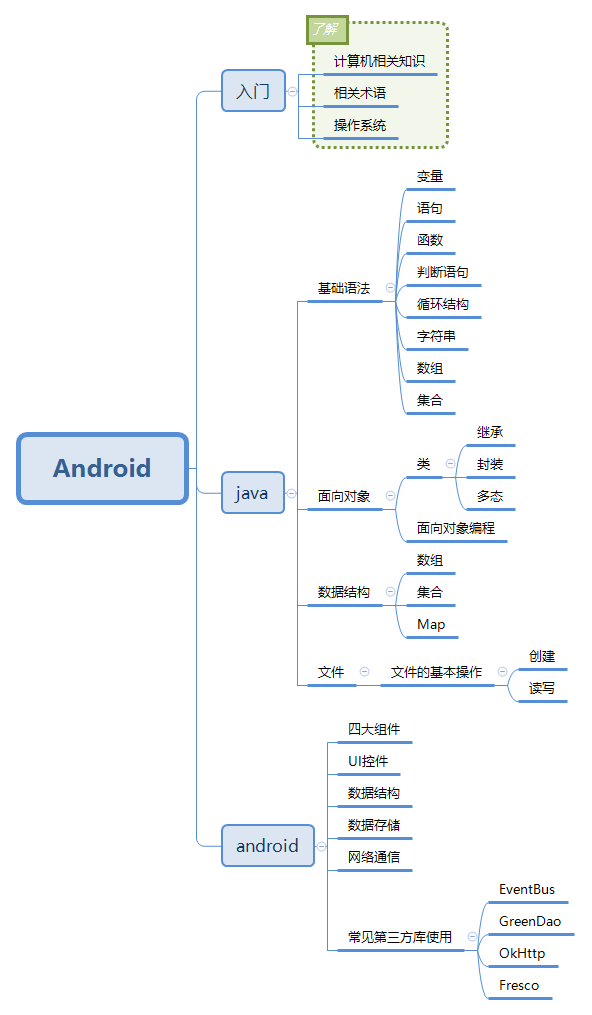 Android
入门
了解
计算机相关知识
相关术语
操作系统
java
基础语法
变量
语句
函数
判断语句
循环结构
字符串
数组
集合
面向对象
类
继承
封装
多态
面向对象编程
数据结构
数组
集合
Map
文件
文件的基本操作
创建
读写
android
四大组件
UI控件
数据结构
数据存储
网络通信
常见第三方库使用
EventBus
GreenDao
OkHttp
Fresco